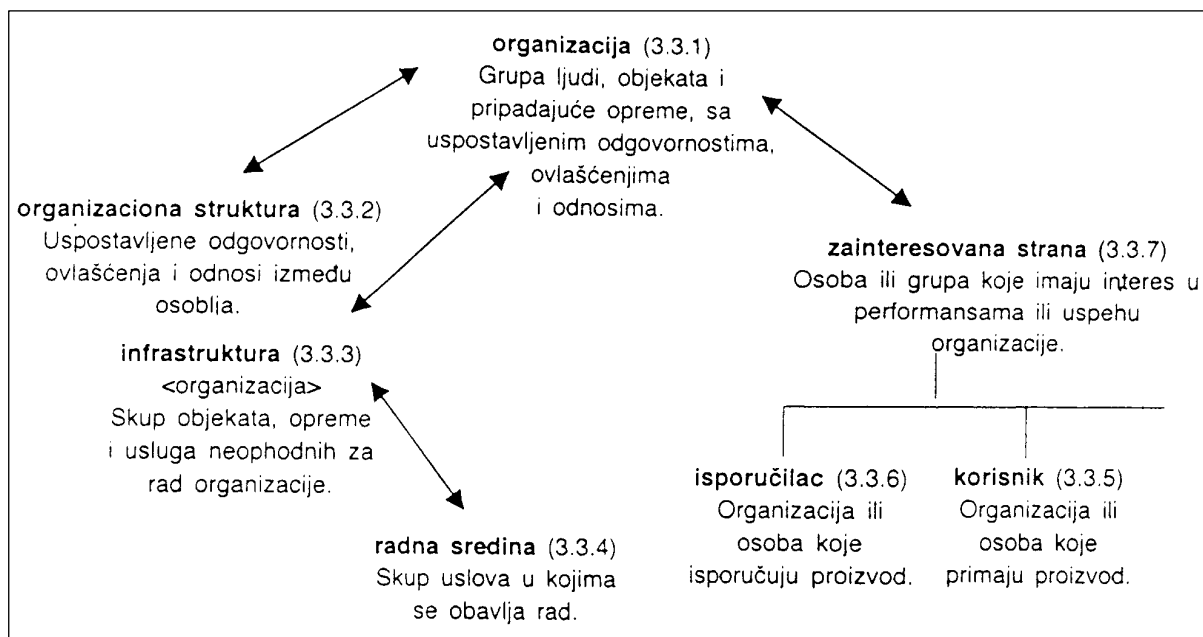 organizacija (3.3.1)
Grupa ljudi, objekata i
pripadajuće opreme, sa
uspostavljenim odgovornostima,
ovlašćenjima
i odnosima.
organizaciona struktura (3.3.2)
Uspostavljene odgovornosti,
ovlašćenja i odnosi između
osoblja.
zainteresovana strana (3.3.7)
Osoba ili grupa koje imaju interes u
performansama ili uspehu
organizacije.
infrastruktura (3.3.3)
<organizacija>
Skup objekata, opreme
i usluga neophodnih za
rad organizacije.
radna sredina (3.3.4)
Skup uslova u kojima
se obavlja rad.
isporučilac (3.3.6)
Organizacija ili
osoba koje
isporučuju proizvod.
korisnik (3.3.5)
Organizacija ili
osoba koje
primaju proizvod.